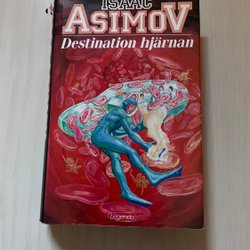 ISAAC
ASIMOV
Destination hjärnan
Legenda